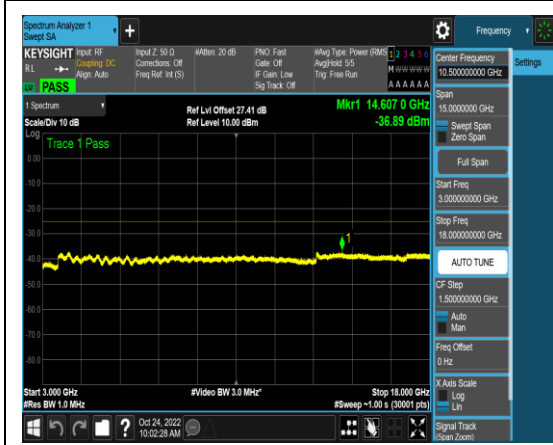 Spectrum Analyzer 1
Swept SA
+
Frequency
KEYSIGHT
RL
PASS
Input: RF
Coupling: DC
Align: Auto
Input Z: 50 Ω
Corrections: Off
Freq Ref: Int (S)
#Atten: 20 dB
PNO: Fast
Gate: Off
IF Gain: Low
Sig Track: Off
#Avg Type: Power (RMS
Avg|Hold: 5/5
Trig: Free Run
1 2 3 4 5 6
M W W W W W
A A A A A A
1 Spectrum
Scale/Div 10 dB
Ref Lvl Offset 27.41 dB
Ref Level 10.00 dBm
Mkr1 14.607 0 GHz
-36.89 dBm
Log
Trace 1 Pass
0.00
-10.0
-20.0
-30.0
-40.0
-50.0
-60.0
-70.0
-80.0
1
Start 3.000 GHz
#Res BW 1.0 MHz
#Video BW 3.0 MHz*
Stop 18.000 GHz
#Sweep ~1.00 s (30001 pts)
Oct 24, 2022
10:02:28 AM
?
Center Frequency
10.500000000 GHz
Span
15.0000000 GHz
Swept Span
Zero Span
Full Span
Start Freq
3.000000000 GHz
Stop Freq
18.000000000 GHz
AUTO TUNE
CF Step
1.500000000 GHz
Auto
Man
Freq Offset
0 Hz
X Axis Scale
Log
Lin
Signal Track
(Span Zoom)
Settings